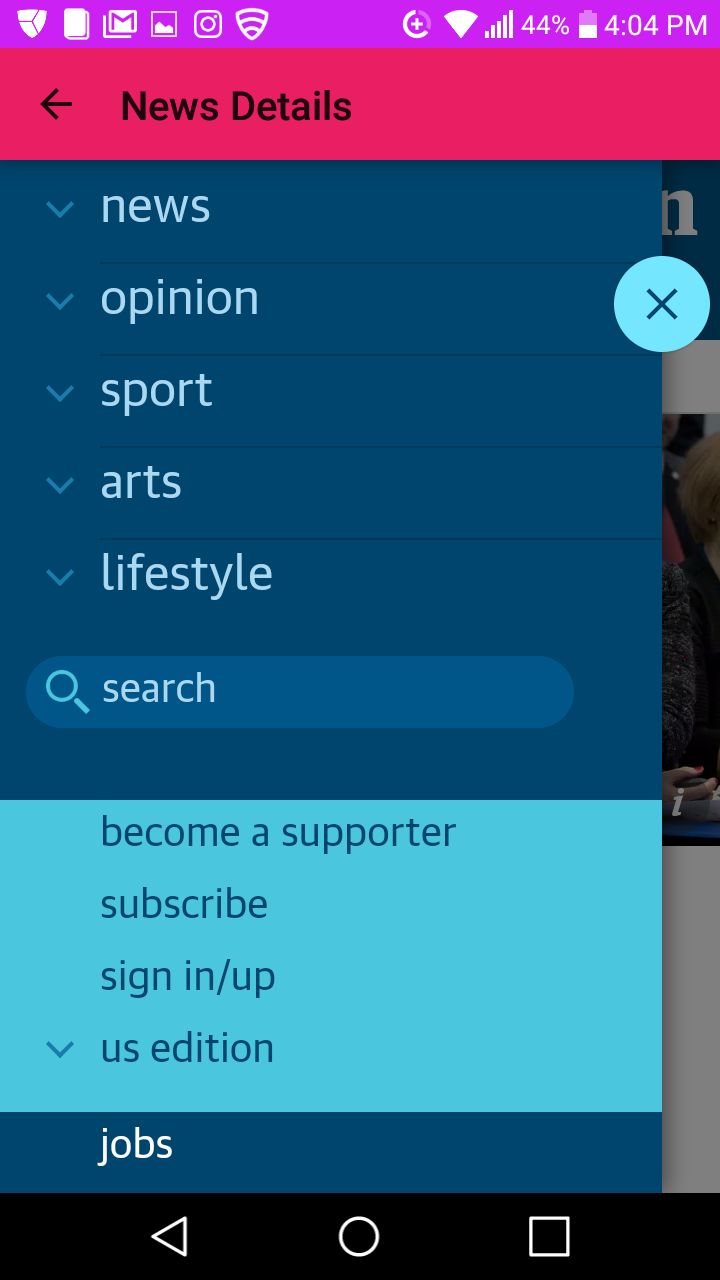 44% 4:04 PM
News Details
news
n
opinion
sport
arts
lifestyle
search
i
become a supporter
subscribe
sign in/up
us edition
jobs